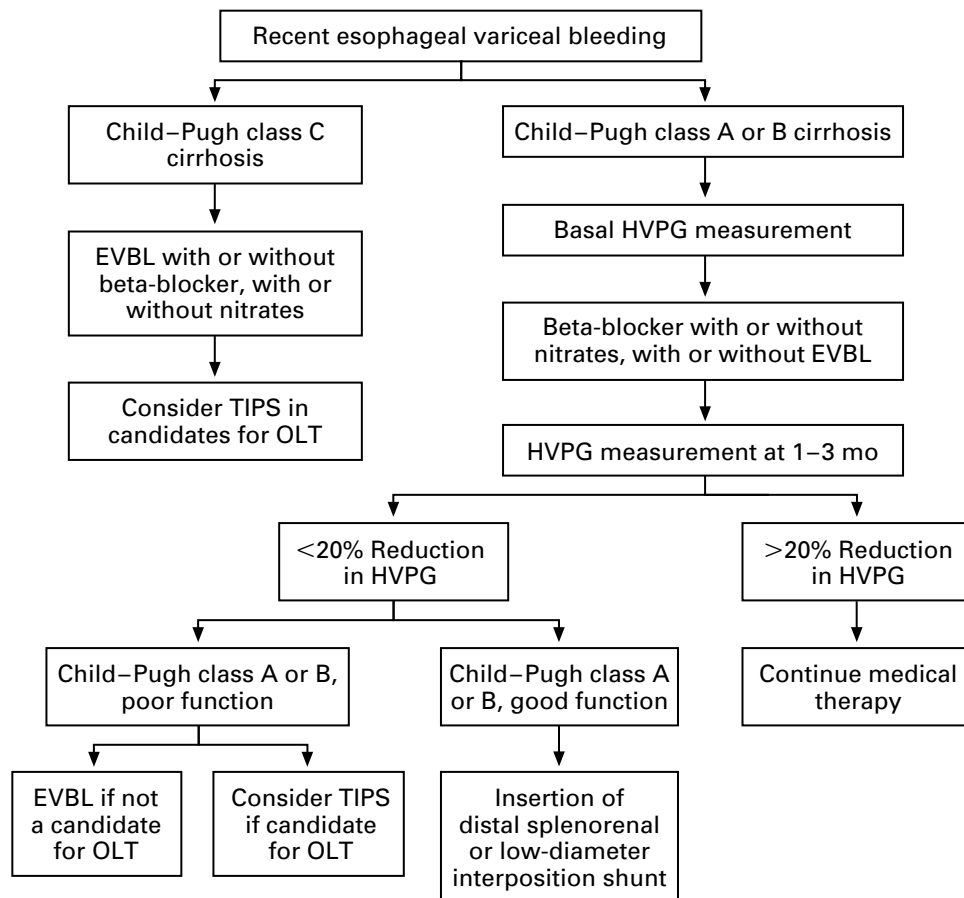 Recent esophageal variceal bleeding
Child–Pugh class C
cirrhosis
Child–Pugh class A or B cirrhosis
EVBL with or without
beta-blocker, with or
without nitrates
Basal HVPG measurement
Consider TIPS in
candidates for OLT
Beta-blocker with or without
nitrates, with or without EVBL
HVPG measurement at 1–3 mo
<20% Reduction
in HVPG
>20% Reduction
in HVPG
Child–Pugh class A or B,
poor function
Child–Pugh class A
or B, good function
Continue medical
therapy
EVBL if not
a candidate
for OLT
Consider TIPS
if candidate
for OLT
Insertion of
distal splenorenal
or low-diameter
interposition shunt